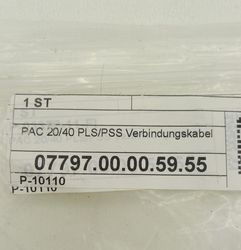 1 ST
PAC 20/40 PLS/PSS Verbindungskabel
07797.00.00.59.55
P-10110
P-10110